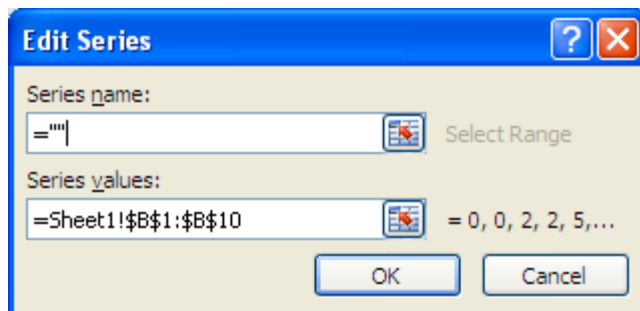 Edit Series
Series name:
="" Select Range
Series values:
=Sheet1!$B$1:$B$10 = 0, 0, 2, 2, 5,...
OK Cancel